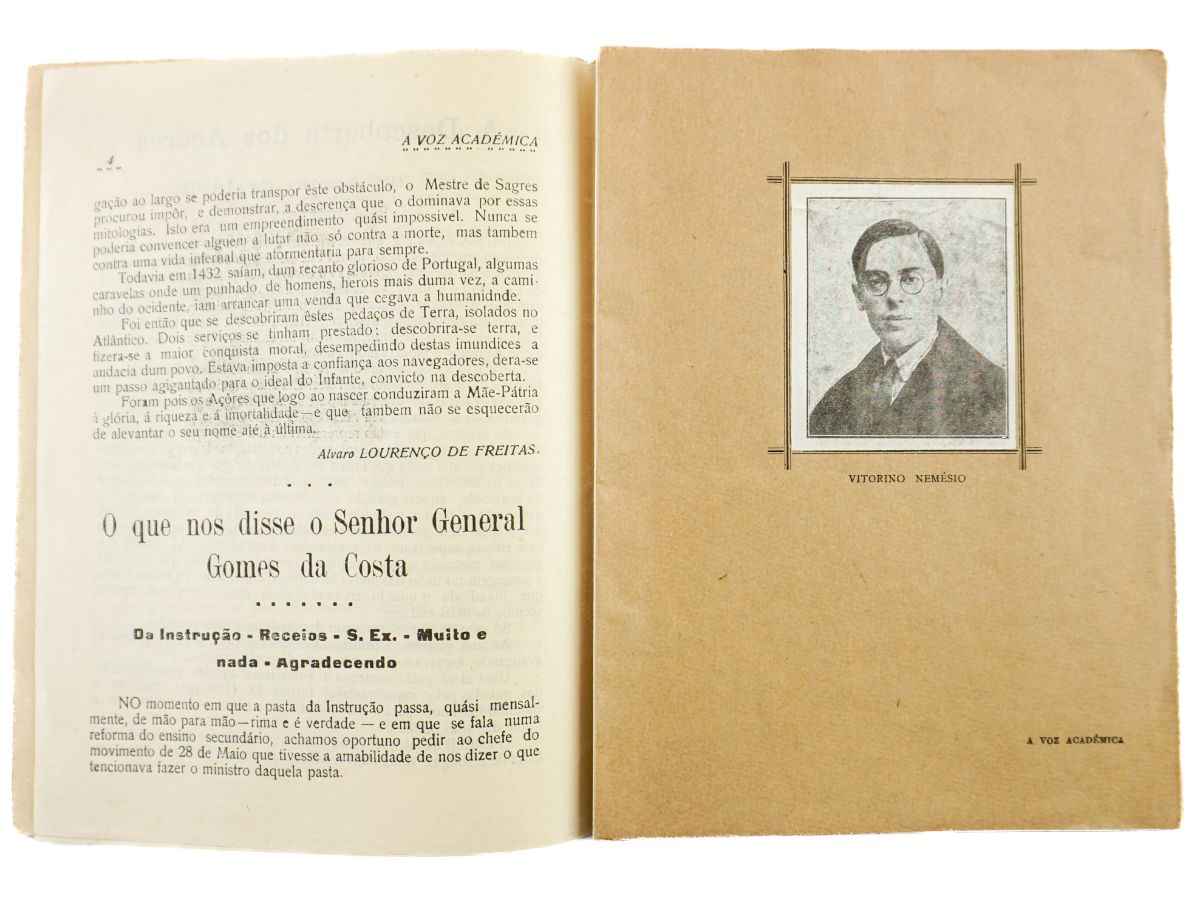 4
A VOZ ACADÉMICA
gação ao largo se poderia transpor êste obstáculo, o Mestre de Sagres
procurou impôr, e demonstrar, a descrença que o dominava por essas
mitologias. Isto era um empreendimento quási impossivel. Nunca se
poderia convencer alguem a lutar não só contra a morte, mas tambem
contra uma vida infernal que atormentaria para sempre.
Todavia em 1432 saíam, dum recanto glorioso de Portugal, algumas
caravelas onde um punhado de homens, herois mais duma vez, a cami-
nho do ocidente, iam arrancar uma venda que cegava a humanidnde.
Foi então que se descobriram êstes pedaços de Terra, isolados no
Atlântico. Dois serviços se tinham prestado: descobrira-se terra, e
fizera-se a maior conquista moral, desempedindo destas imundices a
audacia dum povo. Estava imposta a confiança aos navegadores, dera-se
um passo agigantado para o ideal do Infante, convicto na descoberta.
Foram pois os Açôres que logo ao nascer conduziram a Mãe-Pátria
á glória, á riqueza e á imortalidade—e que tambem não se esquecerão
de alevantar o seu nome até à última.
Alvaro LOURENÇO DE FREITAS.
O que nos disse o Senhor General
Gomes da Costa
Da Instrução - Receios - S. Ex. - Muito e
nada - Agradecendo
NO momento em que a pasta da Instrução passa, quási mensal-
mente, de mão para mão—rima e é verdade — e em que se fala numa
reforma do ensino secundário, achamos oportuno pedir ao chefe do
movimento de 28 de Maio que tivesse a amabilidade de nos dizer o que
tencionava fazer o ministro daquela pasta.
VITORINO NEMÉSIO
A VOZ ACADÉMICA